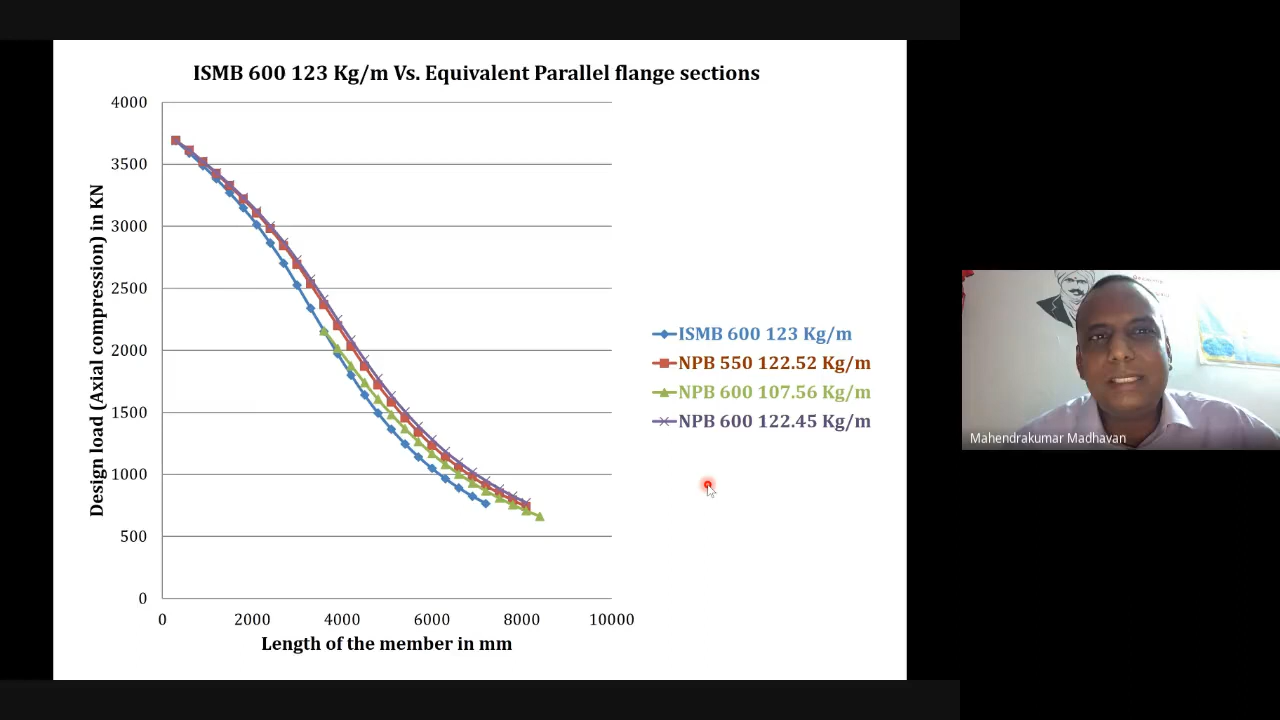 ISMB 600 123 Kg/m Vs. Equivalent Parallel flange sections
4000
3500
3000
2500
2000
1500
1000
500
0
Design load (Axial compression) in KN
0 2000 4000 6000 8000 10000
Length of the member in mm
ISMB 600 123 Kg/m
NPB 550 122.52 Kg/m
NPB 600 107.56 Kg/m
NPB 600 122.45 Kg/m
Mahendrakumar Madhavan